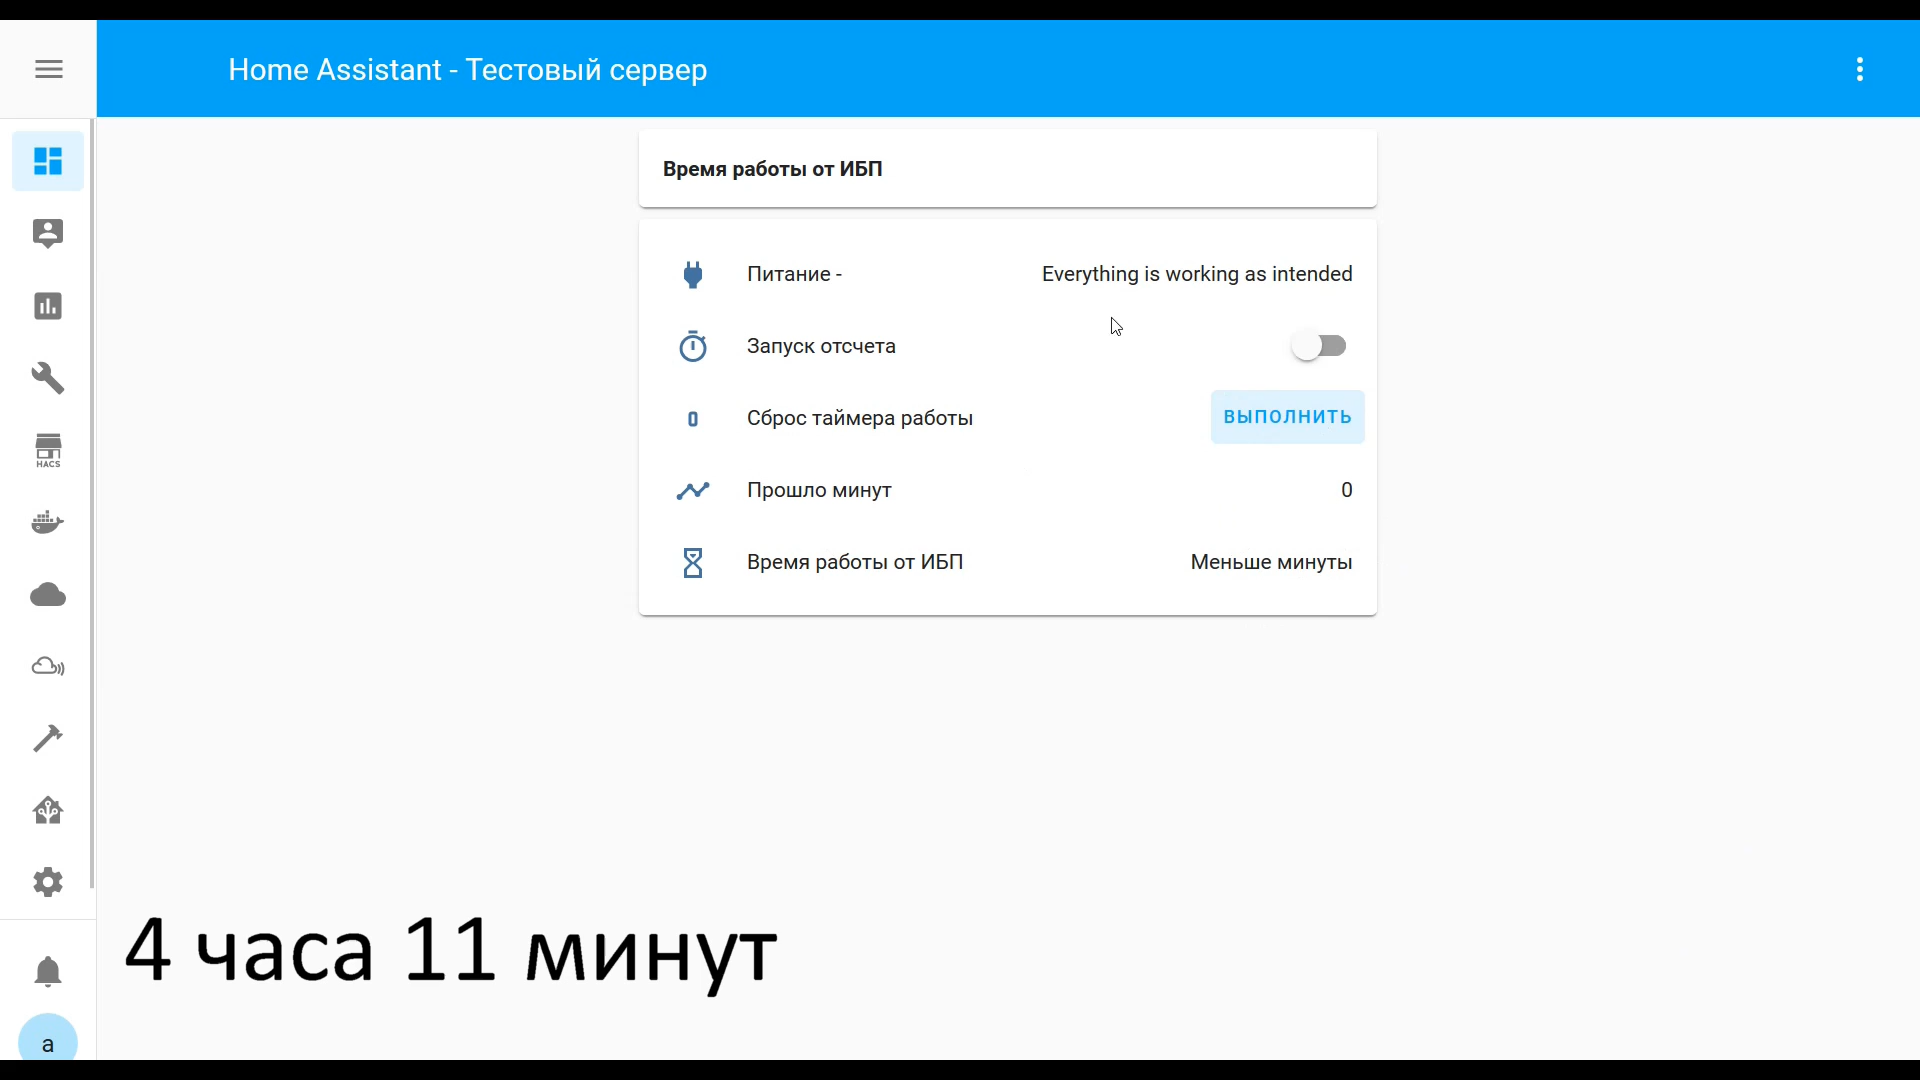 Home Assistant - Тестовый сервер
Время работы от ИБП
Питание - Everything is working as intended
Запуск отсчета
0 Сброс таймера работы ВЫПОЛНИТЬ
Прошло минут 0
Время работы от ИБП Меньше минуты
HACS
4 часа 11 минут
a